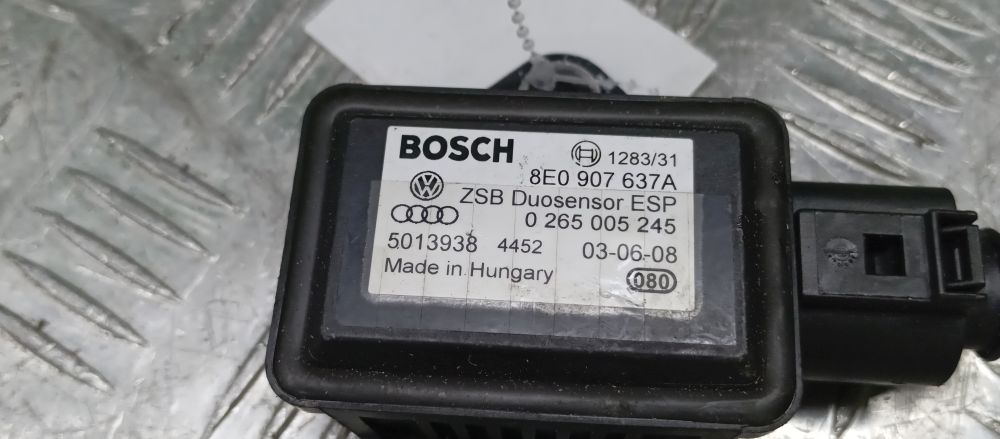 BOSCH
1283/31
8E0 907 637A
ZSB Duosensor ESP
0 265 005 245
5013938 4452 03-06-08
Made in Hungary 080